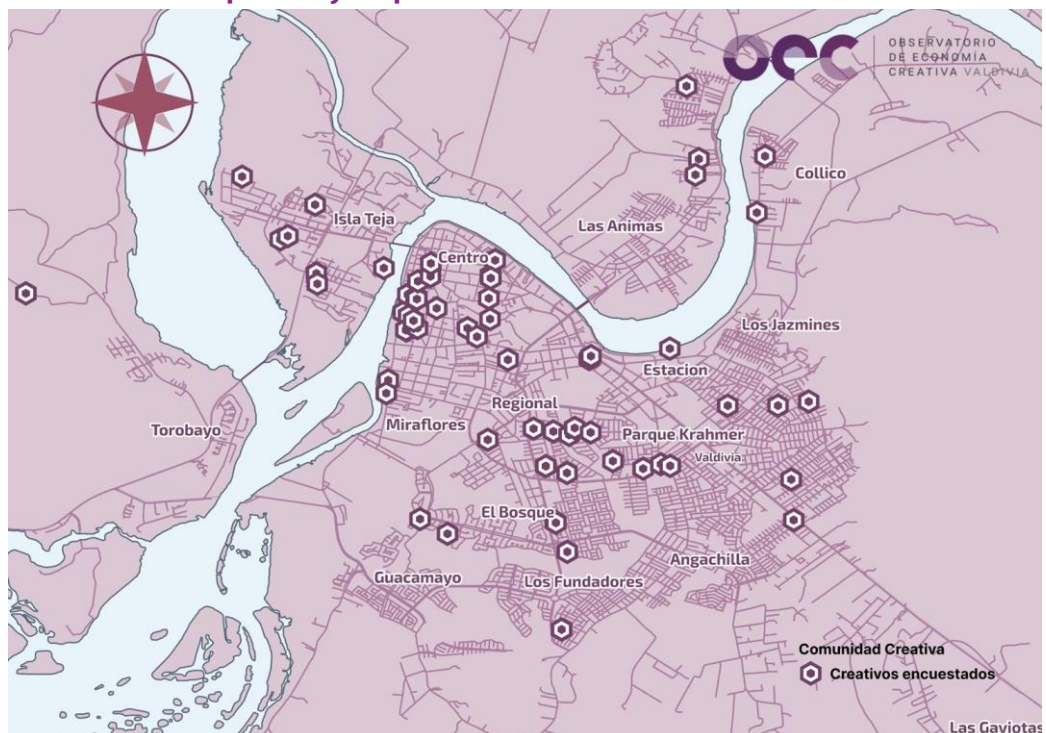 oec
OBSERVATORIO
DE ECONOMÍA
CREATIVA VALDIVIA
Collico
Isla Teja
Las Animas
Centro
Los Jazmines
Estacion
Regional
Miraflores
Torobayo
Parque Krahmer
Valdivia
El Bosque
Angachilla
Guacamayo
Los Fundadores
Comunidad Creativa
Creativos encuestados
Las Gaviotas